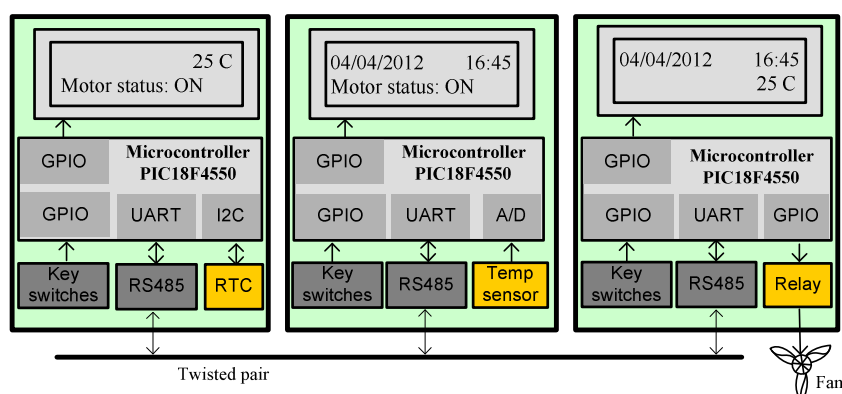 25 C
Motor status: ON
GPIO
Microcontroller
PIC18F4550
GPIO
UART
I2C
Key
switches
RS485
RTC
04/04/2012 16:45
Motor status: ON
GPIO
Microcontroller
PIC18F4550
GPIO
UART
A/D
Key
switches
RS485
Temp
sensor
04/04/2012 16:45
25 C
GPIO
Microcontroller
PIC18F4550
GPIO
UART
GPIO
Key
switches
RS485
Relay
Twisted pair
Fan